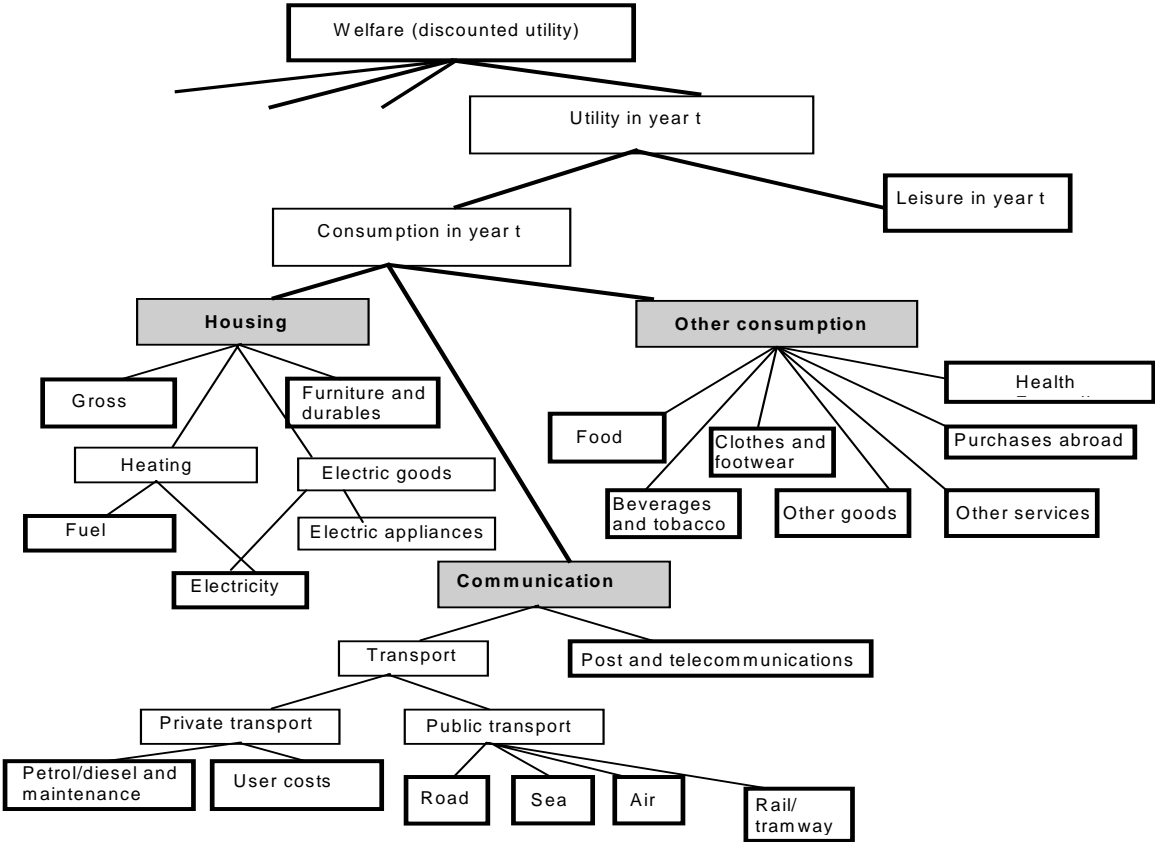 Welfare (discounted utility)
Utility in year t
Leisure in year t
Consumption in year t
Housing
Other consumption
Gross
Furniture and
durables
Health
Food
Clothes and
footwear
Purchases abroad
Heating
Electric goods
Beverages
and tobacco
Other goods
Other services
Fuel
Electric appliances
Electricity
Communication
Transport
Post and telecommunications
Private transport
Public transport
Petrol/diesel and
maintenance
User costs
Road
Sea
Air
Rail/
tramway